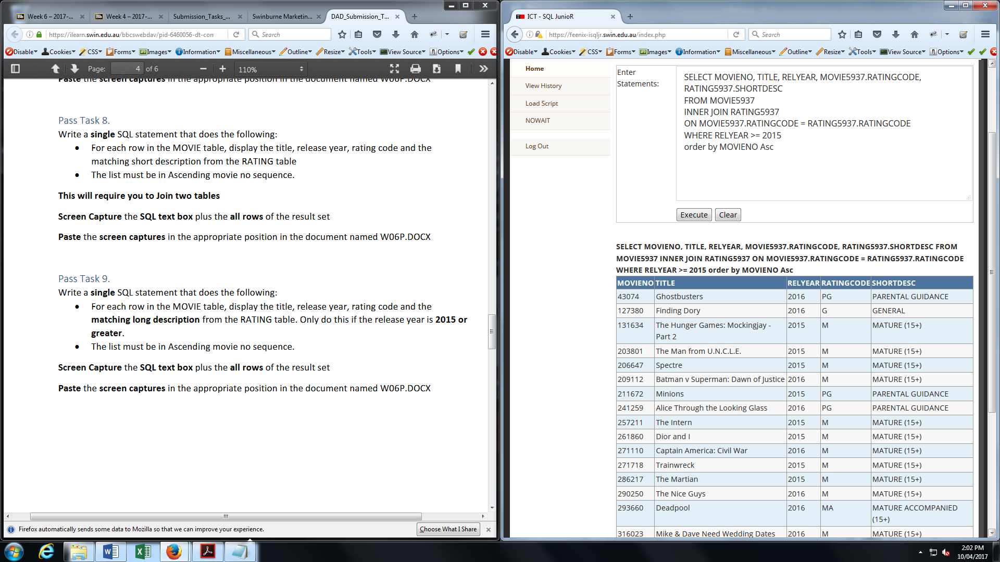 Week 6 – 2017-...
Week 4 – 2017-...
Submission_Tasks_...
Swinburne Marketin...
DAD_Submission_T...
https://ilearn.swin.edu.au/bbcswebdav/pid-6460056-dt-con
Search
Disable Cookies CSS Forms Images Information Miscellaneous Outline Resize Tools View Source Options
Page: 4 of 6
110%
Paste the screen captures in the appropriate position in the document named W06P.DOCX
Pass Task 8.
Write a single SQL statement that does the following:
• For each row in the MOVIE table, display the title, release year, rating code and the
matching short description from the RATING table
• The list must be in Ascending movie no sequence.
This will require you to Join two tables
Screen Capture the SQL text box plus the all rows of the result set
Paste the screen captures in the appropriate position in the document named W06P.DOCX
Pass Task 9.
Write a single SQL statement that does the following:
• For each row in the MOVIE table, display the title, release year, rating code and the
matching long description from the RATING table. Only do this if the release year is 2015 or
greater.
• The list must be in Ascending movie no sequence.
Screen Capture the SQL text box plus the all rows of the result set
Paste the screen captures in the appropriate position in the document named W06P.DOCX
Firefox automatically sends some data to Mozilla so that we can improve your experience.
Choose What I Share
ICT - SQL JunioR
https://feenix-isqljr.swin.edu.au/index.php
Search
Disable Cookies CSS Forms Images Information Miscellaneous Outline Resize Tools View Source Options
Home
View History
Load Script
NOWAIT
Log Out
Enter
Statements:
SELECT MOVIENO, TITLE, RELYEAR, MOVIE5937.RATINGCODE,
RATING5937.SHORTDESC
FROM MOVIE5937
INNER JOIN RATING5937
ON MOVIE5937.RATINGCODE = RATING5937.RATINGCODE
WHERE RELYEAR >= 2015
order by MOVIENO Asc
Execute Clear
SELECT MOVIENO, TITLE, RELYEAR, MOVIE5937.RATINGCODE, RATING5937.SHORTDESC FROM
MOVIE5937 INNER JOIN RATING5937 ON MOVIE5937.RATINGCODE = RATING5937.RATINGCODE
WHERE RELYEAR >= 2015 order by MOVIENO Asc
MOVIENO TITLE RELYEAR RATINGCODE SHORTDESC
43074 Ghostbusters 2016 PG PARENTAL GUIDANCE
127380 Finding Dory 2016 G GENERAL
131634 The Hunger Games: Mockingjay - 2015 M MATURE (15+)
Part 2
203801 The Man from U.N.C.L.E. 2015 M MATURE (15+)
206647 Spectre 2015 M MATURE (15+)
209112 Batman v Superman: Dawn of Justice 2016 M MATURE (15+)
211672 Minions 2015 PG PARENTAL GUIDANCE
241259 Alice Through the Looking Glass 2016 PG PARENTAL GUIDANCE
257211 The Intern 2015 M MATURE (15+)
261860 Dior and I 2015 M MATURE (15+)
271110 Captain America: Civil War 2016 M MATURE (15+)
271718 Trainwreck 2015 M MATURE (15+)
286217 The Martian 2015 M MATURE (15+)
290250 The Nice Guys 2016 M MATURE (15+)
293660 Deadpool 2016 MA MATURE ACCOMPANIED
(15+)
316023 Mike & Dave Need Wedding Dates 2016 M MATURE (15+)
2:02 PM
10/04/2017